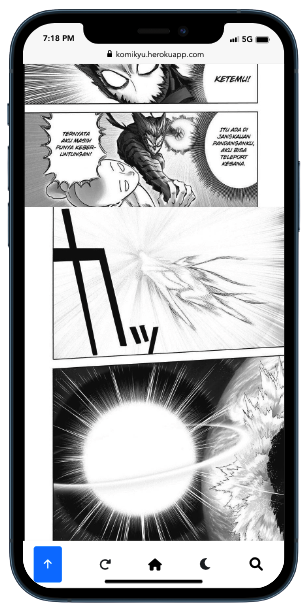 7:18 PM
5G
komikyu.herokuapp.com
KETEMU!
TERNYATA
AKU MASIH
PUNYA KEBER-
UNTUNGAN!
ITU ADA DI
JANGKAUAN
PANDANGANKU,
AKU BISA
TELEPORT
KESANA.
カッ